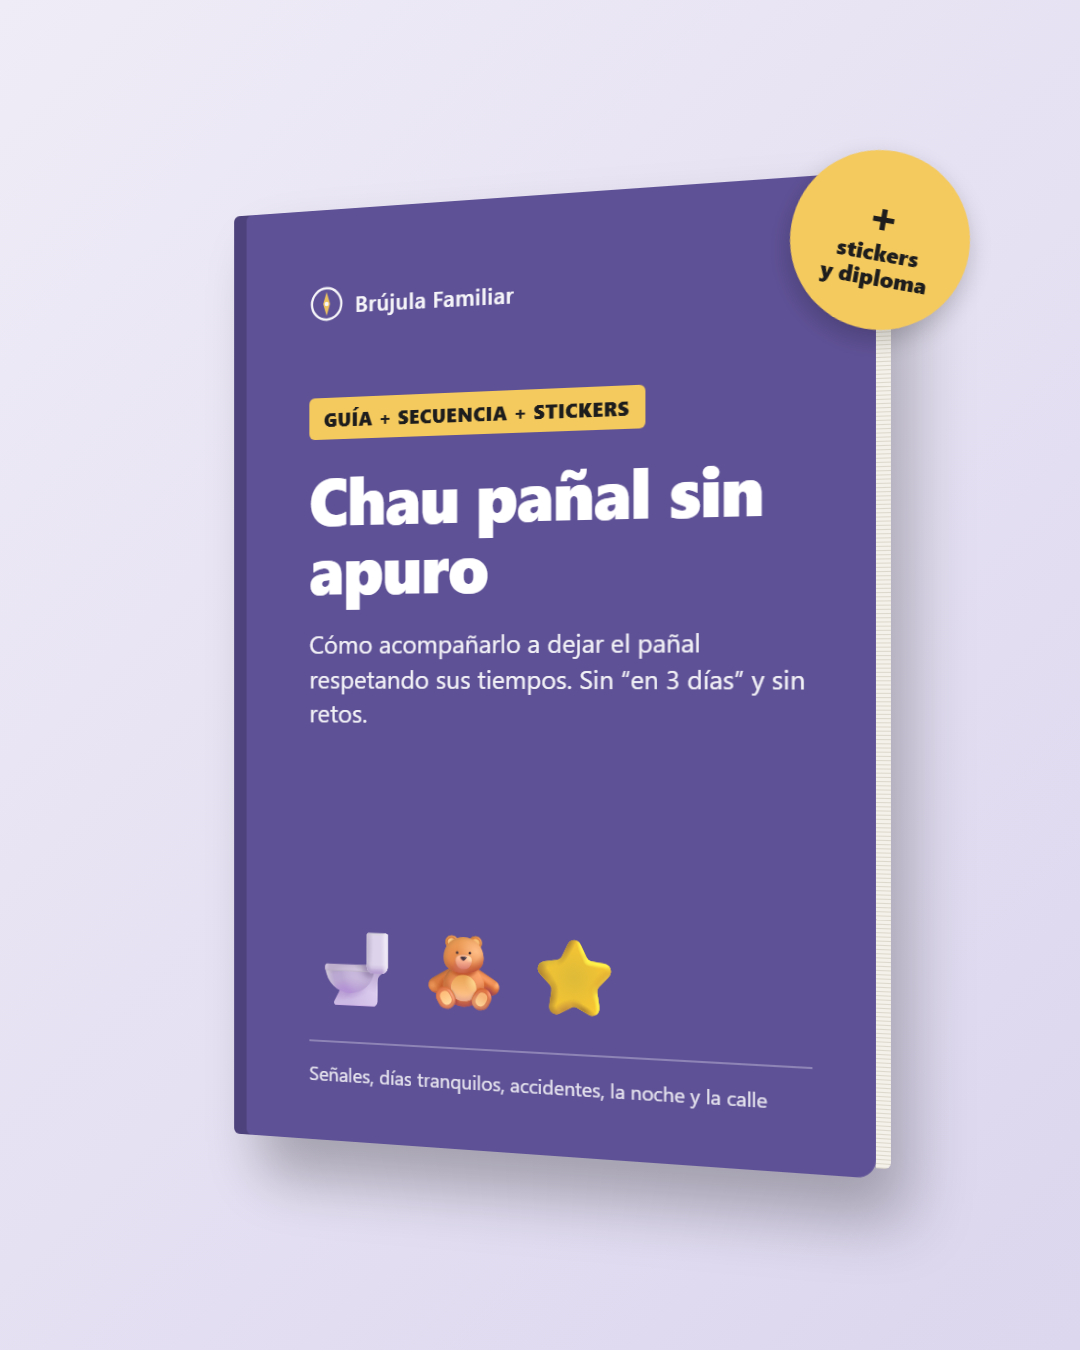 +
stickers
y diploma
Brújula Familiar
GUÍA + SECUENCIA + STICKERS
Chau pañal sin
apuro
Cómo acompañarlo a dejar el pañal
respetando sus tiempos. Sin “en 3 días” y sin
retos.
Señales, días tranquilos, accidentes, la noche y la calle